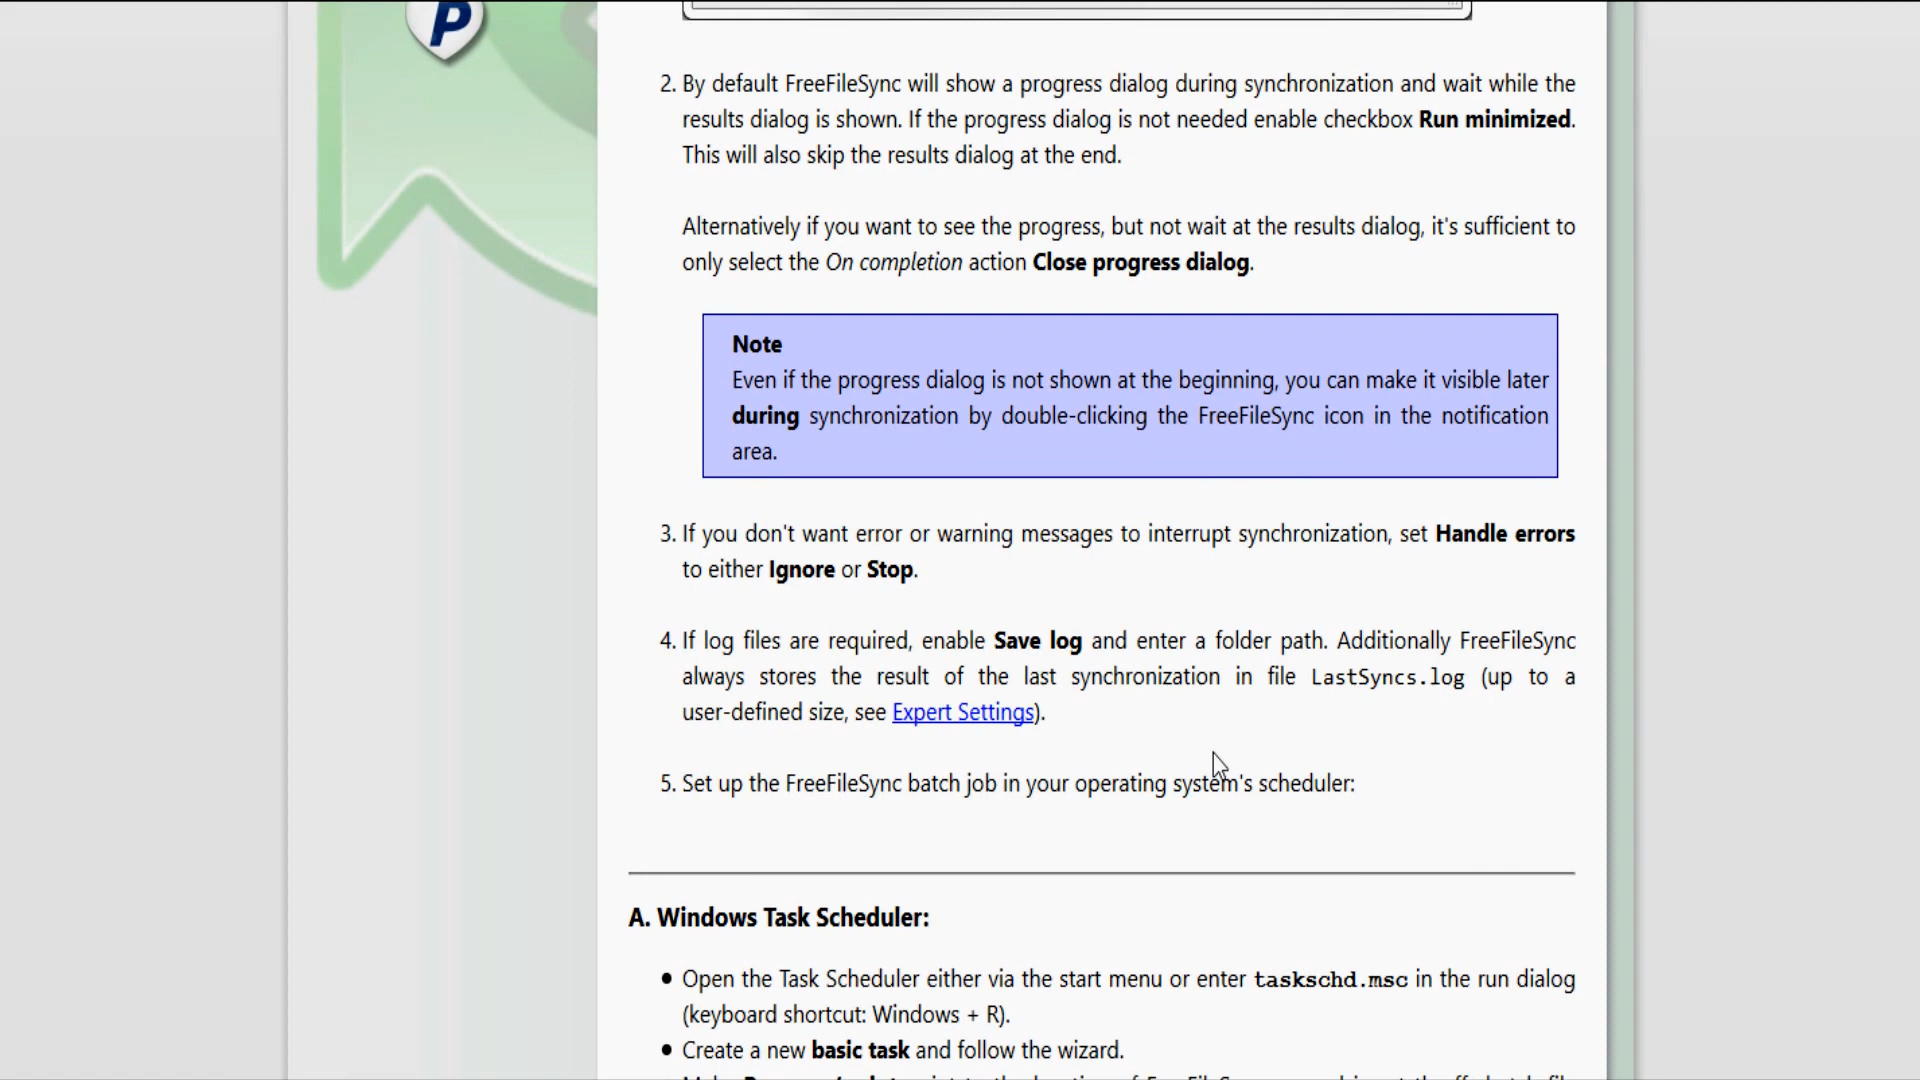 P
2. By default FreeFileSync will show a progress dialog during synchronization and wait while the
results dialog is shown. If the progress dialog is not needed enable checkbox Run minimized.
This will also skip the results dialog at the end.
Alternatively if you want to see the progress, but not wait at the results dialog, it's sufficient to
only select the On completion action Close progress dialog.
Note
Even if the progress dialog is not shown at the beginning, you can make it visible later
during synchronization by double-clicking the FreeFileSync icon in the notification
area.
3. If you don't want error or warning messages to interrupt synchronization, set Handle errors
to either Ignore or Stop.
4. If log files are required, enable Save log and enter a folder path. Additionally FreeFileSync
always stores the result of the last synchronization in file LastSyncs.log (up to a
user-defined size, see Expert Settings).
5. Set up the FreeFileSync batch job in your operating system's scheduler:
A. Windows Task Scheduler:
• Open the Task Scheduler either via the start menu or enter taskschd.msc in the run dialog
(keyboard shortcut: Windows + R).
• Create a new basic task and follow the wizard.